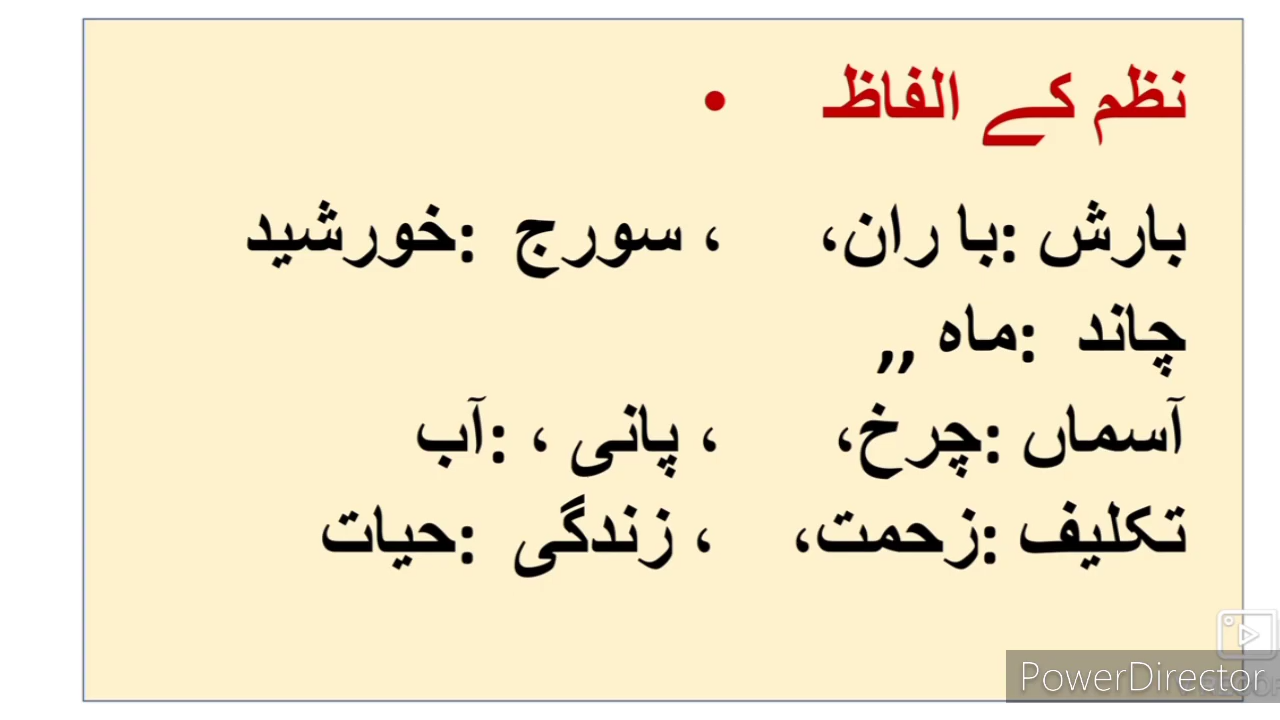 نظم کے الفاظ •
بارش :با ران، ، سورج :خورشید
چاند :ماہ ,,
آسماں :چرخ، ، پانی ، :آب
تکلیف :زحمت، ، زندگی :حیات
PowerDirector